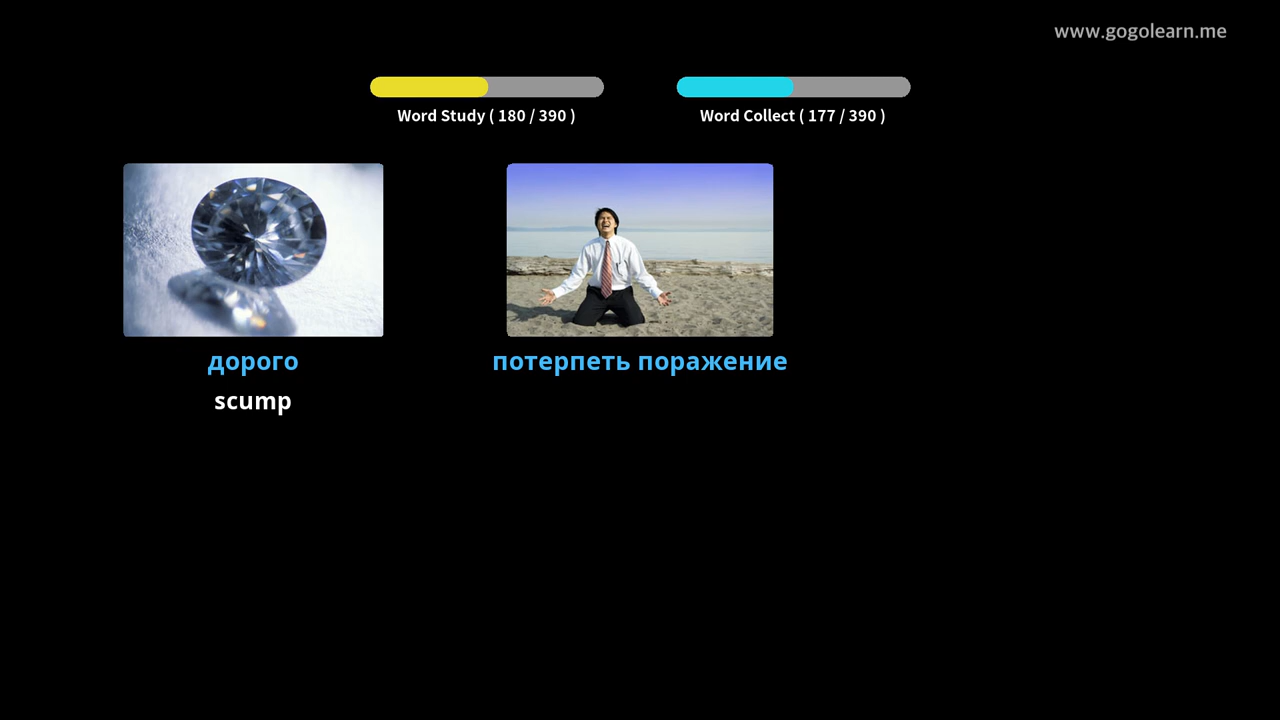 www.gogolearn.me
Word Study ( 180 / 390 )
Word Collect ( 177 / 390 )
дорого
потерпеть поражение
scump